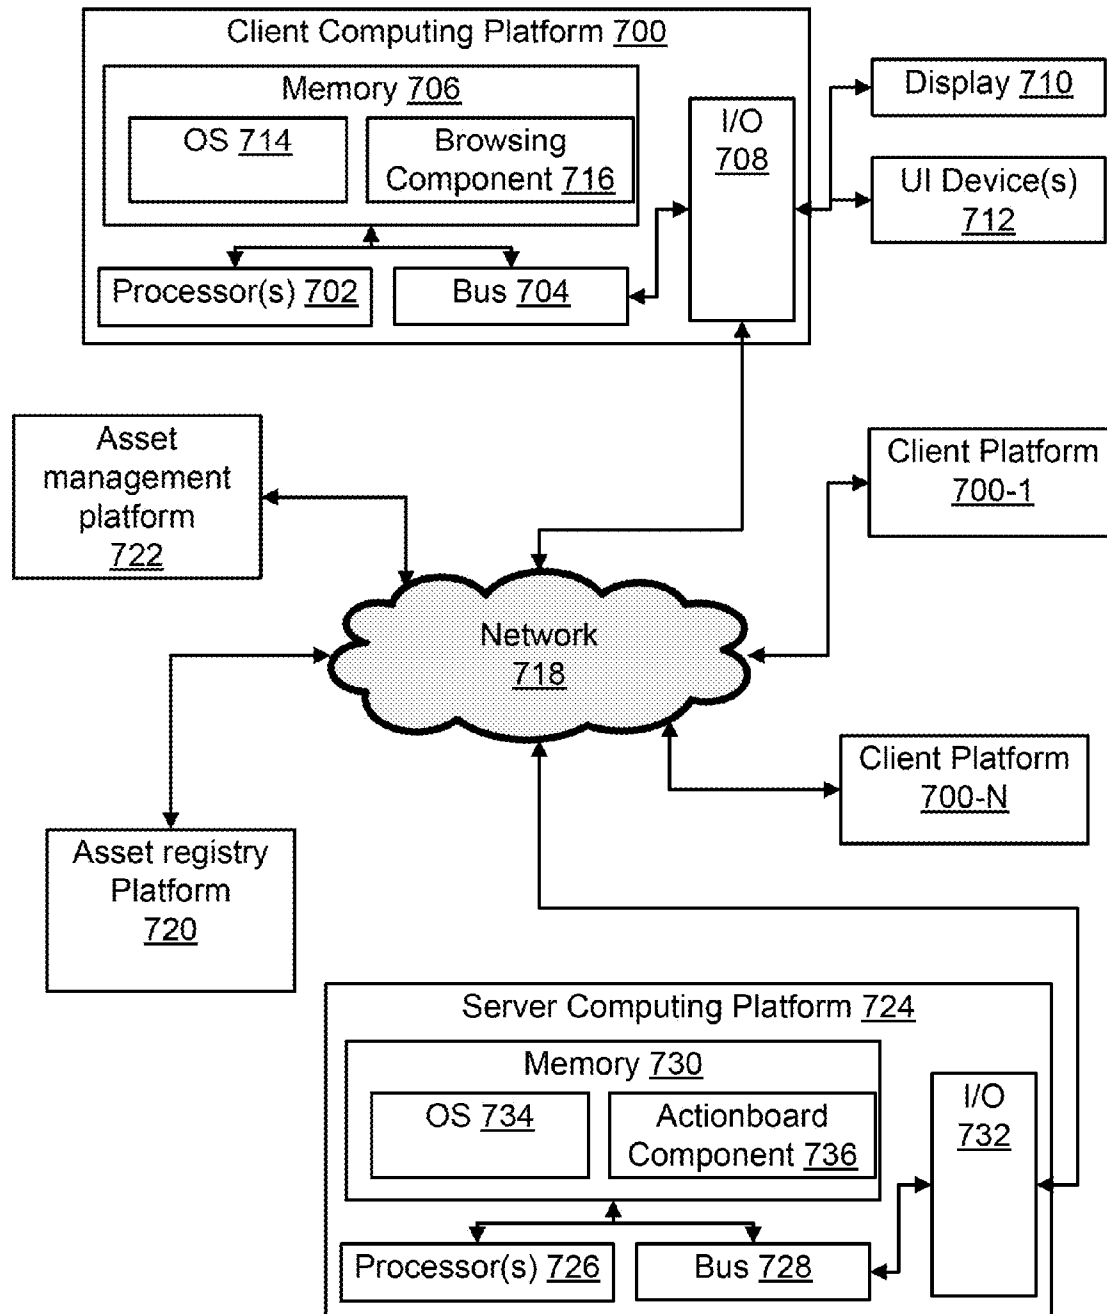 Client Computing Platform 700
Memory 706
OS 714
Browsing
Component 716
I/O
708
Display 710
UI Device(s)
712
Processor(s) 702
Bus 704
Asset
management
platform
722
Client Platform
700-1
Network
718
Client Platform
700-N
Asset registry
Platform
720
Server Computing Platform 724
Memory 730
OS 734
Actionboard
Component 736
I/O
732
Processor(s) 726
Bus 728